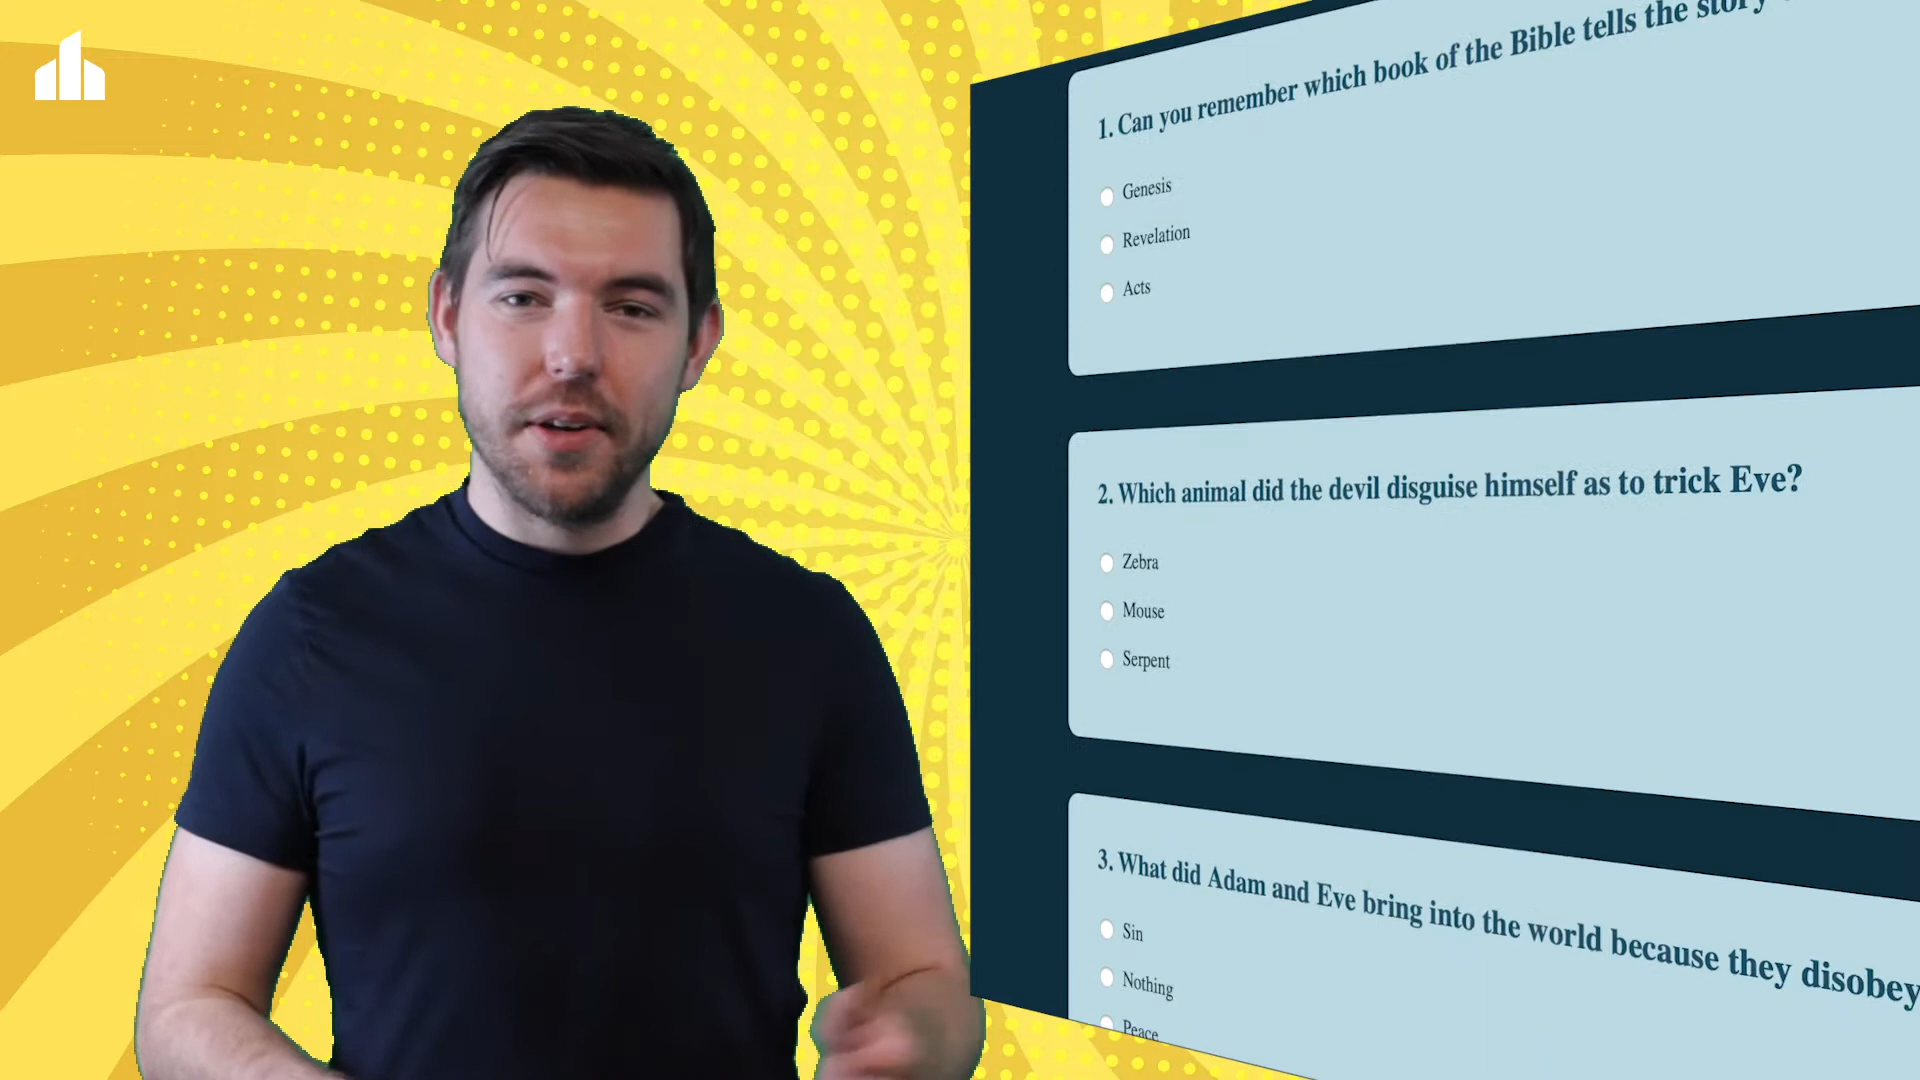 1. Can you remember which book of the Bible tells the story
Genesis
Revelation
Acts
2. Which animal did the devil disguise himself as to trick Eve?
Zebra
Mouse
Serpent
3. What did Adam and Eve bring into the world because they disobey
Sin
Nothing
Peace